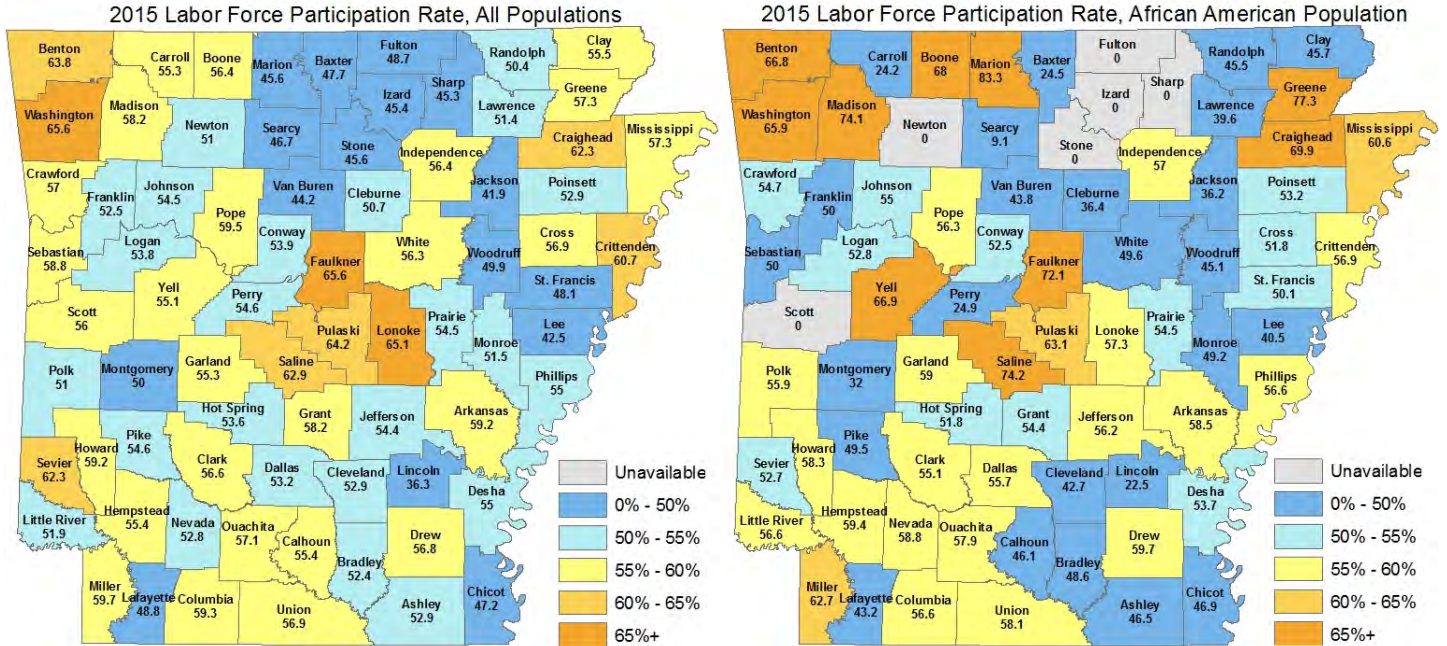 2015 Labor Force Participation Rate, All Populations
Benton
63.8
Carroll
55.3
Boone
56.4
Marion
45.6
Baxter
47.7
Fulton
48.7
Randolph
50.4
Clay
55.5
Washington
65.6
Madison
58.2
Newton
51
Searcy
46.7
Izard
45.4
Sharp
45.3
Lawrence
51.4
Greene
57.3
Craighead
62.3
Mississippi
57.3
Stone
45.6
Independence
56.4
Crawford
57
Franklin
52.5
Johnson
54.5
Pope
59.5
Van Buren
44.2
Cleburne
50.7
Jackson
41.9
Poinsett
52.9
Sebastian
58.8
Logan
53.8
Conway
53.9
Faulkner
65.6
White
56.3
Woodruff
49.9
Cross
56.9
Crittenden
60.7
St. Francis
48.1
Yell
55.1
Perry
54.6
Scott
56
Pulaski
64.2
Lonoke
65.1
Prairie
54.5
Monroe
51.5
Lee
42.5
Polk
51
Montgomery
50
Garland
55.3
Saline
62.9
Phillips
55
Hot Spring
53.6
Grant
58.2
Jefferson
54.4
Arkansas
59.2
Sevier
62.3
Howard
59.2
Pike
54.6
Clark
56.6
Dallas
53.2
Cleveland
52.9
Lincoln
36.3
Desha
55
Little River
51.9
Hempstead
55.4
Nevada
52.8
Ouachita
57.1
Calhoun
55.4
Bradley
52.4
Drew
56.8
Miller
59.7
Lafayette
48.8
Columbia
59.3
Union
56.9
Ashley
52.9
Chicot
47.2
Unavailable
0% - 50%
50% - 55%
55% - 60%
60% - 65%
65%+
2015 Labor Force Participation Rate, African American Population
Benton
66.8
Carroll
24.2
Boone
68
Marion
83.3
Baxter
24.5
Fulton
0
Randolph
45.5
Clay
45.7
Washington
65.9
Madison
74.1
Newton
0
Searcy
9.1
Izard
0
Sharp
0
Lawrence
39.6
Greene
77.3
Craighead
69.9
Mississippi
60.6
Stone
0
Independence
57
Crawford
54.7
Franklin
50
Johnson
55
Pope
56.3
Van Buren
43.8
Cleburne
36.4
Jackson
36.2
Poinsett
53.2
Sebastian
50
Logan
52.8
Conway
52.5
Faulkner
72.1
White
49.6
Woodruff
45.1
Cross
51.8
Crittenden
56.9
St. Francis
50.1
Yell
66.9
Perry
24.9
Scott
0
Pulaski
63.1
Lonoke
57.3
Prairie
54.5
Monroe
49.2
Lee
40.5
Polk
55.9
Montgomery
32
Garland
59
Saline
74.2
Phillips
56.6
Hot Spring
51.8
Grant
54.4
Jefferson
56.2
Arkansas
58.5
Sevier
52.7
Howard
58.3
Pike
49.5
Clark
55.1
Dallas
55.7
Cleveland
42.7
Lincoln
22.5
Desha
53.7
Little River
56.6
Hempstead
59.4
Nevada
58.8
Ouachita
57.9
Calhoun
46.1
Bradley
48.6
Drew
59.7
Miller
62.7
Lafayette
43.2
Columbia
56.6
Union
58.1
Ashley
46.5
Chicot
46.9
Unavailable
0% - 50%
50% - 55%
55% - 60%
60% - 65%
65%+